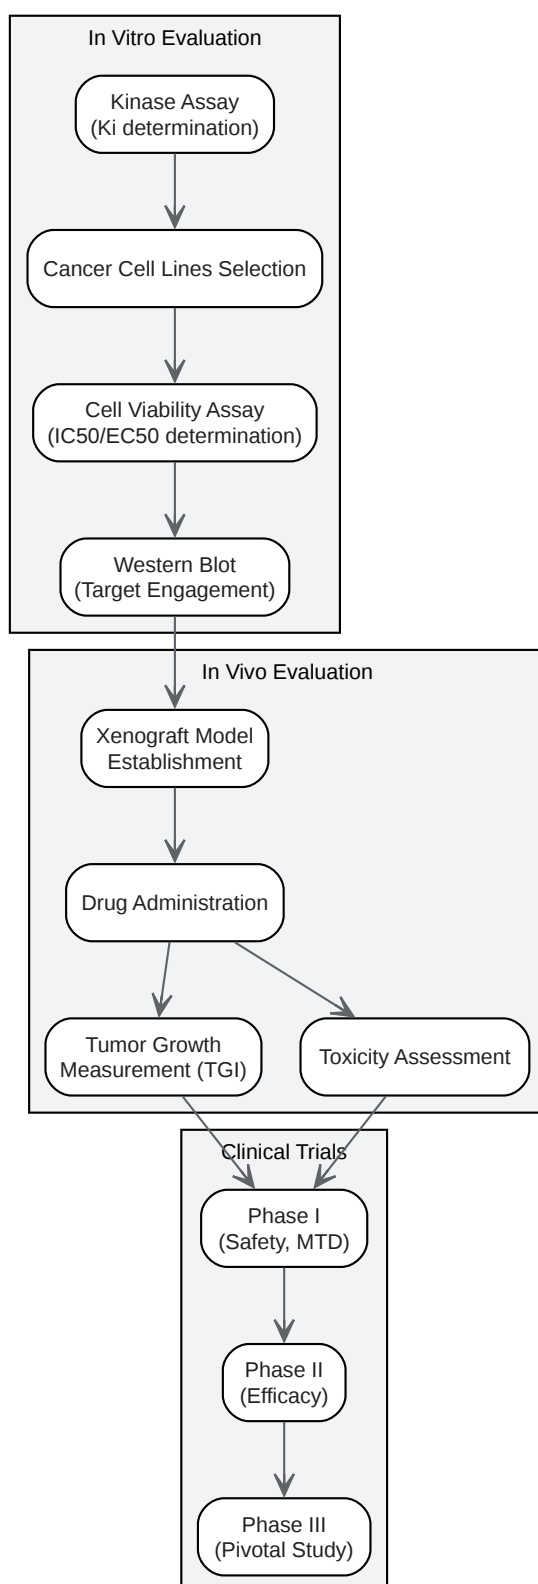 In Vitro Evaluation
Kinase Assay
(Ki determination)
Cancer Cell Lines Selection
Cell Viability Assay
(IC50/EC50 determination)
Western Blot
(Target Engagement)
In Vivo Evaluation
Xenograft Model
Establishment
Drug Administration
Tumor Growth
Measurement (TGI)
Toxicity Assessment
Clinical Trials
Phase I
(Safety, MTD)
Phase II
(Efficacy)
Phase III
(Pivotal Study)